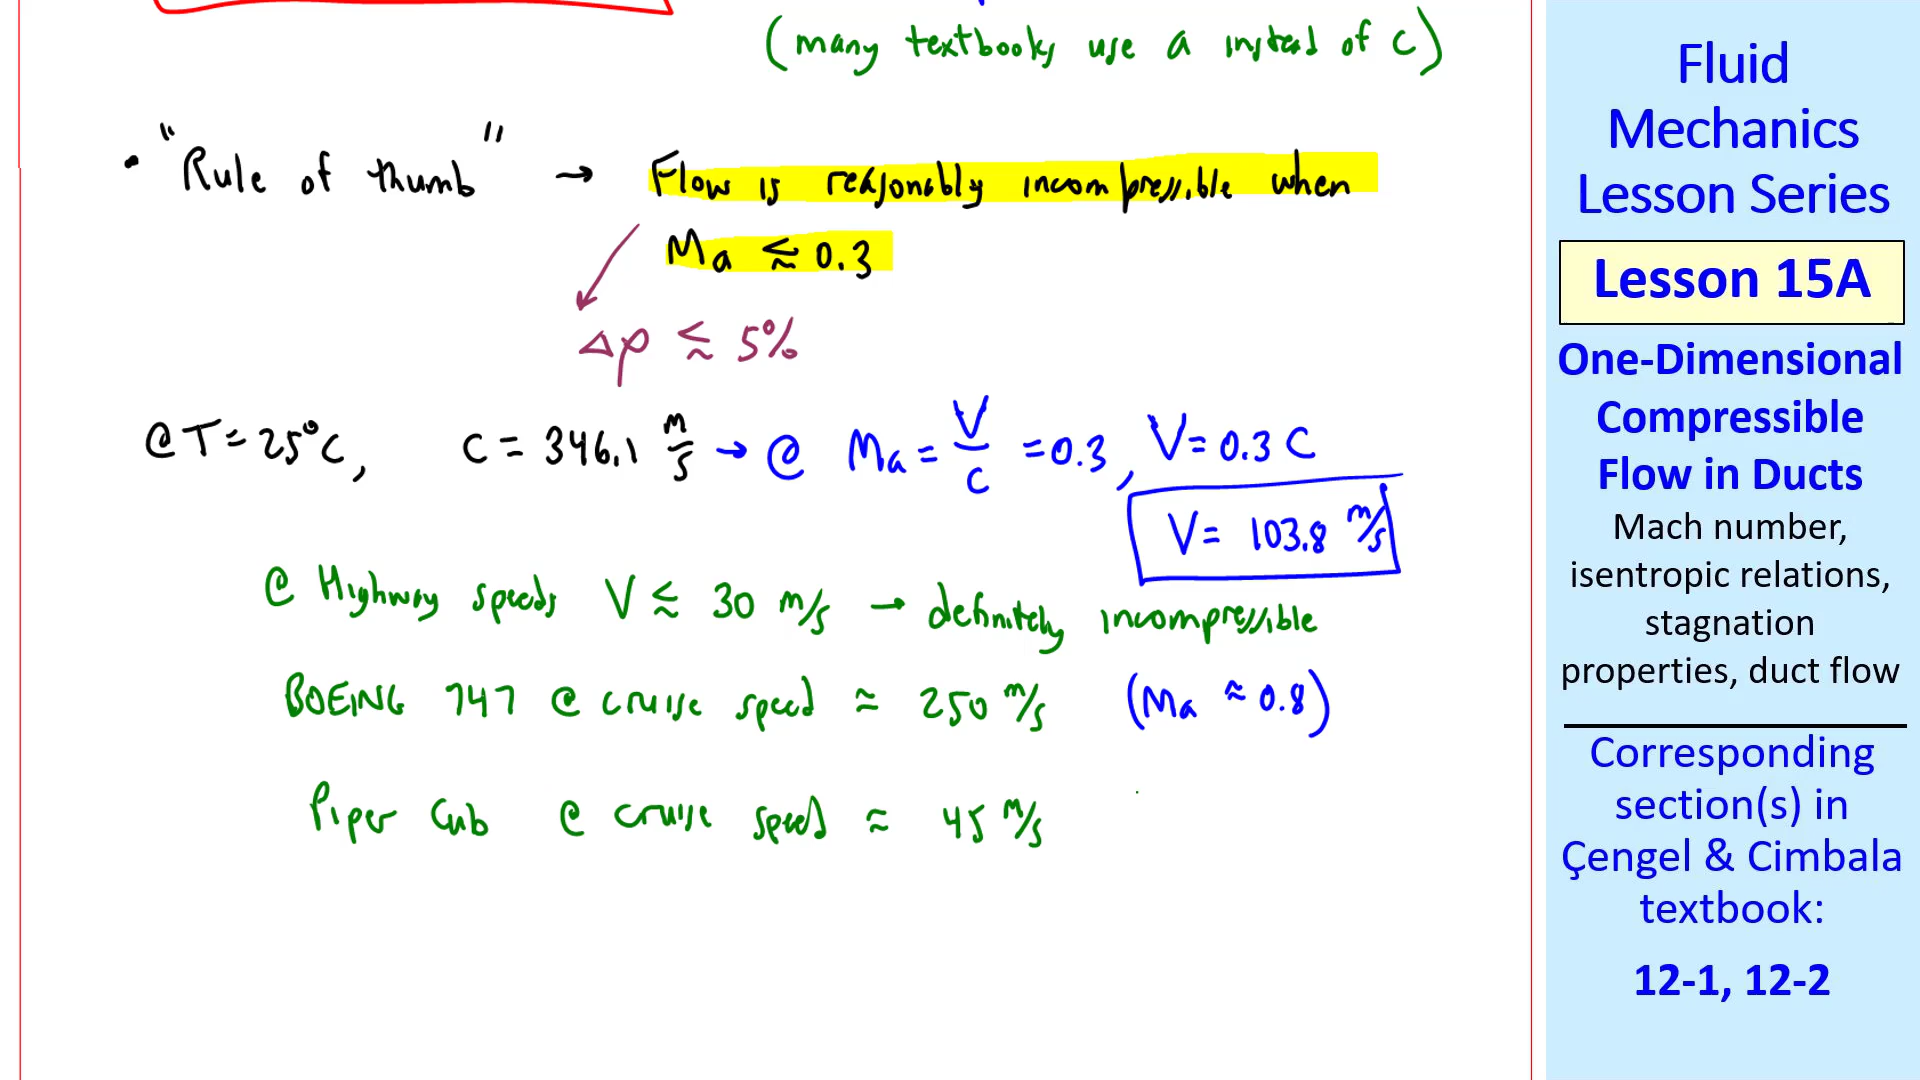 (many textbooks use a instead of c)
• "Rule of thumb" → Flow is reasonably incompressible when
Ma ⪅ 0.3
Δρ ⪅ 5%
@ T = 25°C, c = 346.1 m/s → @ Ma = V/c = 0.3, V = 0.3 c
V = 103.8 m/s
@ Highway speeds V ⪅ 30 m/s → definitely incompressible
BOEING 747 @ cruise speed ≈ 250 m/s (Ma ≈ 0.8)
Piper Cub @ cruise speed ≈ 45 m/s
Fluid
Mechanics
Lesson Series
Lesson 15A
One-Dimensional
Compressible
Flow in Ducts
Mach number,
isentropic relations,
stagnation
properties, duct flow
Corresponding
section(s) in
Çengel & Cimbala
textbook:
12-1, 12-2